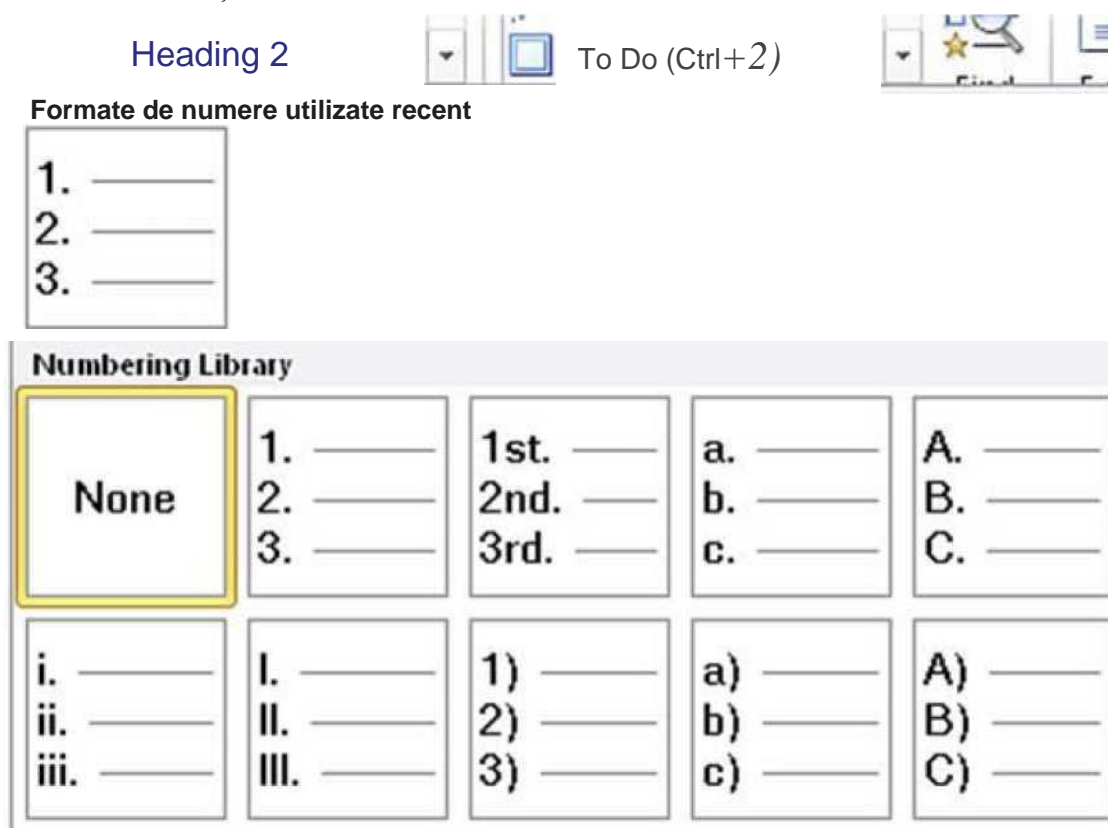 Heading 2 To Do (Ctrl+2)
Formate de numere utilizate recent
1.
2.
3.
Numbering Library
None
1.
2.
3.
1st.
2nd.
3rd.
a.
b.
c.
A.
B.
C.
i.
ii.
iii.
I.
II.
III.
1)
2)
3)
a)
b)
c)
A)
B)
C)